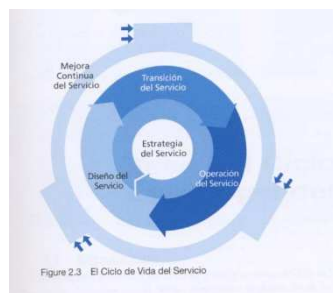 Mejora
Continua
del Servicio
Transición
del Servicio
Estrategia
del Servicio
Diseño del
Servicio
Operación
del Servicio
Figure 2.3 El Ciclo de Vida del Servicio